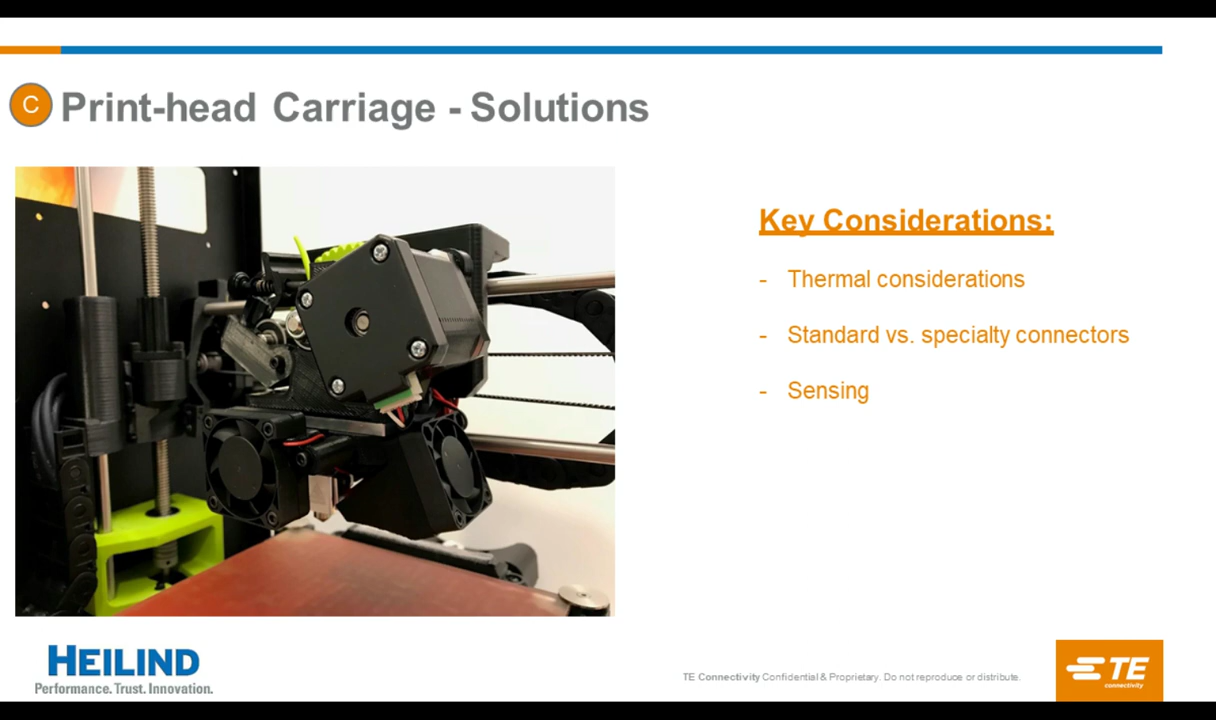 C
Print-head Carriage - Solutions
Key Considerations:
- Thermal considerations
- Standard vs. specialty connectors
- Sensing
HEILIND
Performance. Trust. Innovation.
TE Connectivity Confidential & Proprietary. Do not reproduce or distribute.
TE
connectivity